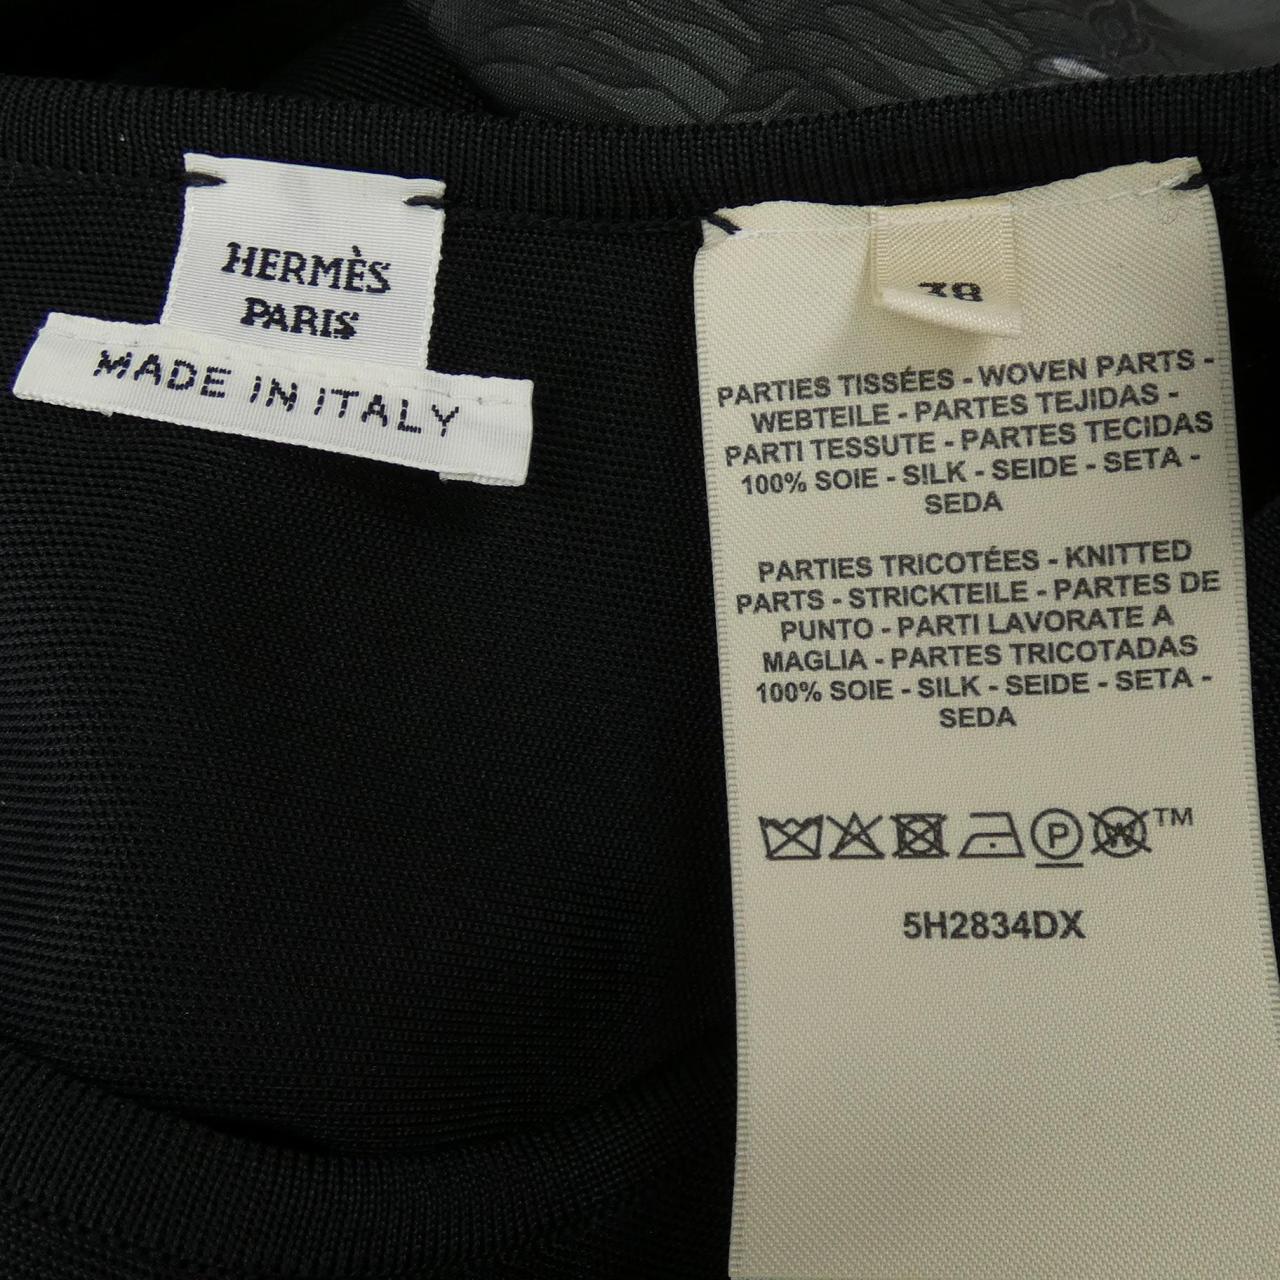 HERMÈS
PARIS
MADE IN ITALY
38
PARTIES TISSÉES - WOVEN PARTS -
WEBTEILE - PARTES TEJIDAS -
PARTI TESSUTE - PARTES TECIDAS
100% SOIE - SILK - SEIDE - SETA -
SEDA
PARTIES TRICOTÉES - KNITTED
PARTS - STRICKTEILE - PARTES DE
PUNTO - PARTI LAVORATE A
MAGLIA - PARTES TRICOTADAS
100% SOIE - SILK - SEIDE - SETA -
SEDA
P W TM
5H2834DX